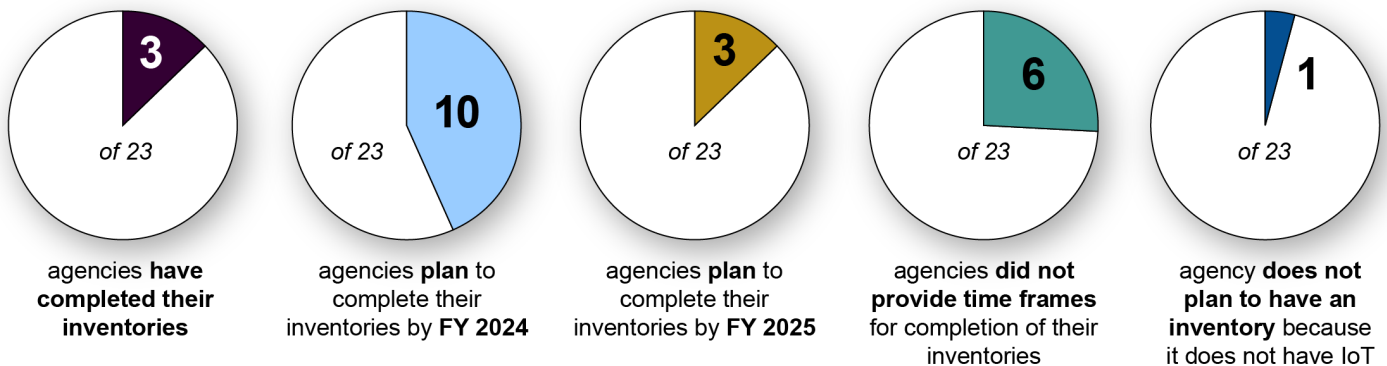 3
of 23
agencies have
completed their
inventories
10
of 23
agencies plan to
complete their
inventories by FY 2024
3
of 23
agencies plan to
complete their
inventories by FY 2025
6
of 23
agencies did not
provide time frames
for completion of their
inventories
1
of 23
agency does not
plan to have an
inventory because
it does not have IoT